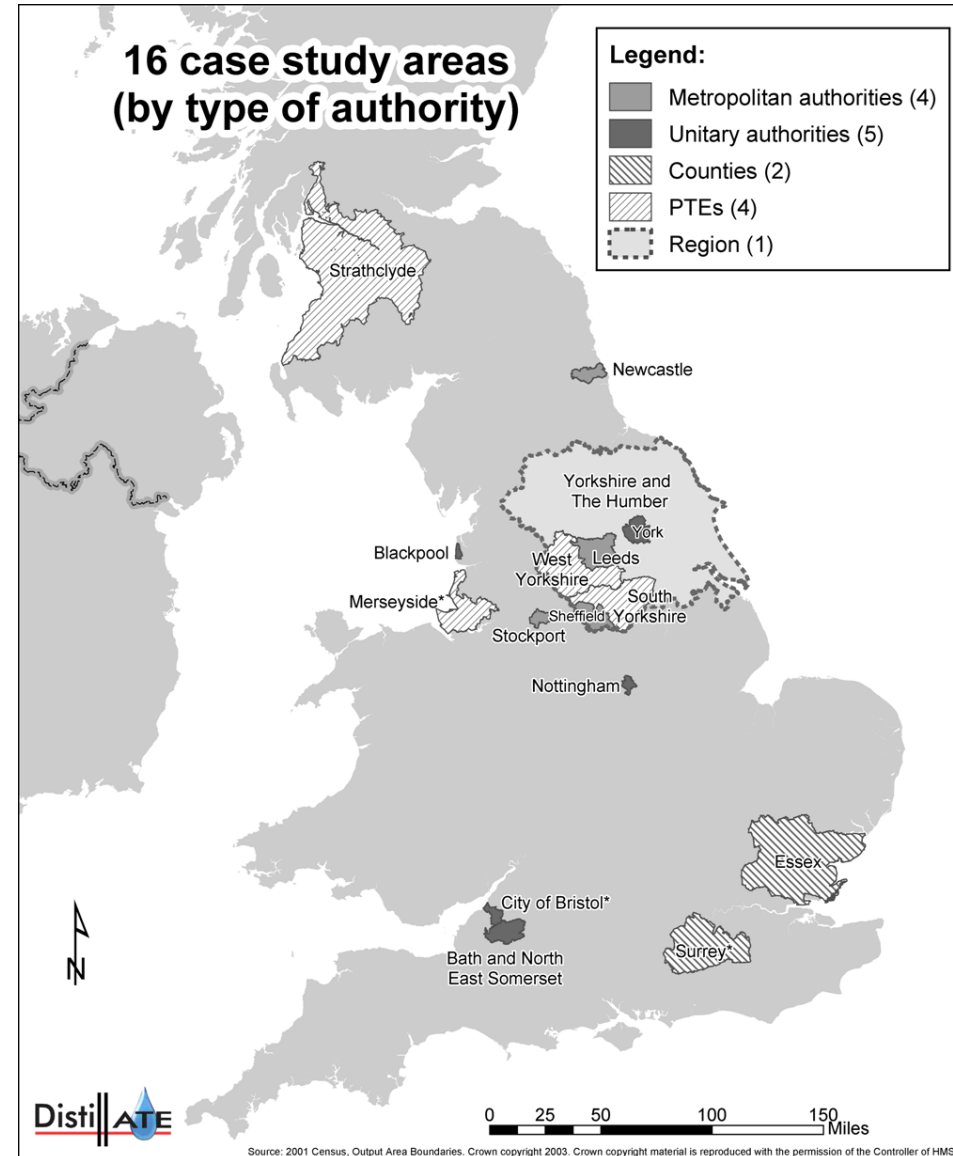 16 case study areas
(by type of authority)
Legend:
Metropolitan authorities (4)
Unitary authorities (5)
Counties (2)
PTEs (4)
Region (1)
Strathclyde
Newcastle
Yorkshire and
The Humber
York
Blackpool
West
Yorkshire
Leeds
Merseyside*
South
Yorkshire
Sheffield
Stockport
Nottingham
Essex
City of Bristol*
Surrey*
Bath and North
East Somerset
N
DistillATE
0 25 50 100 150
Miles
Source: 2001 Census, Output Area Boundaries. Crown copyright 2003. Crown copyright material is reproduced with the permission of the Controller of HMS